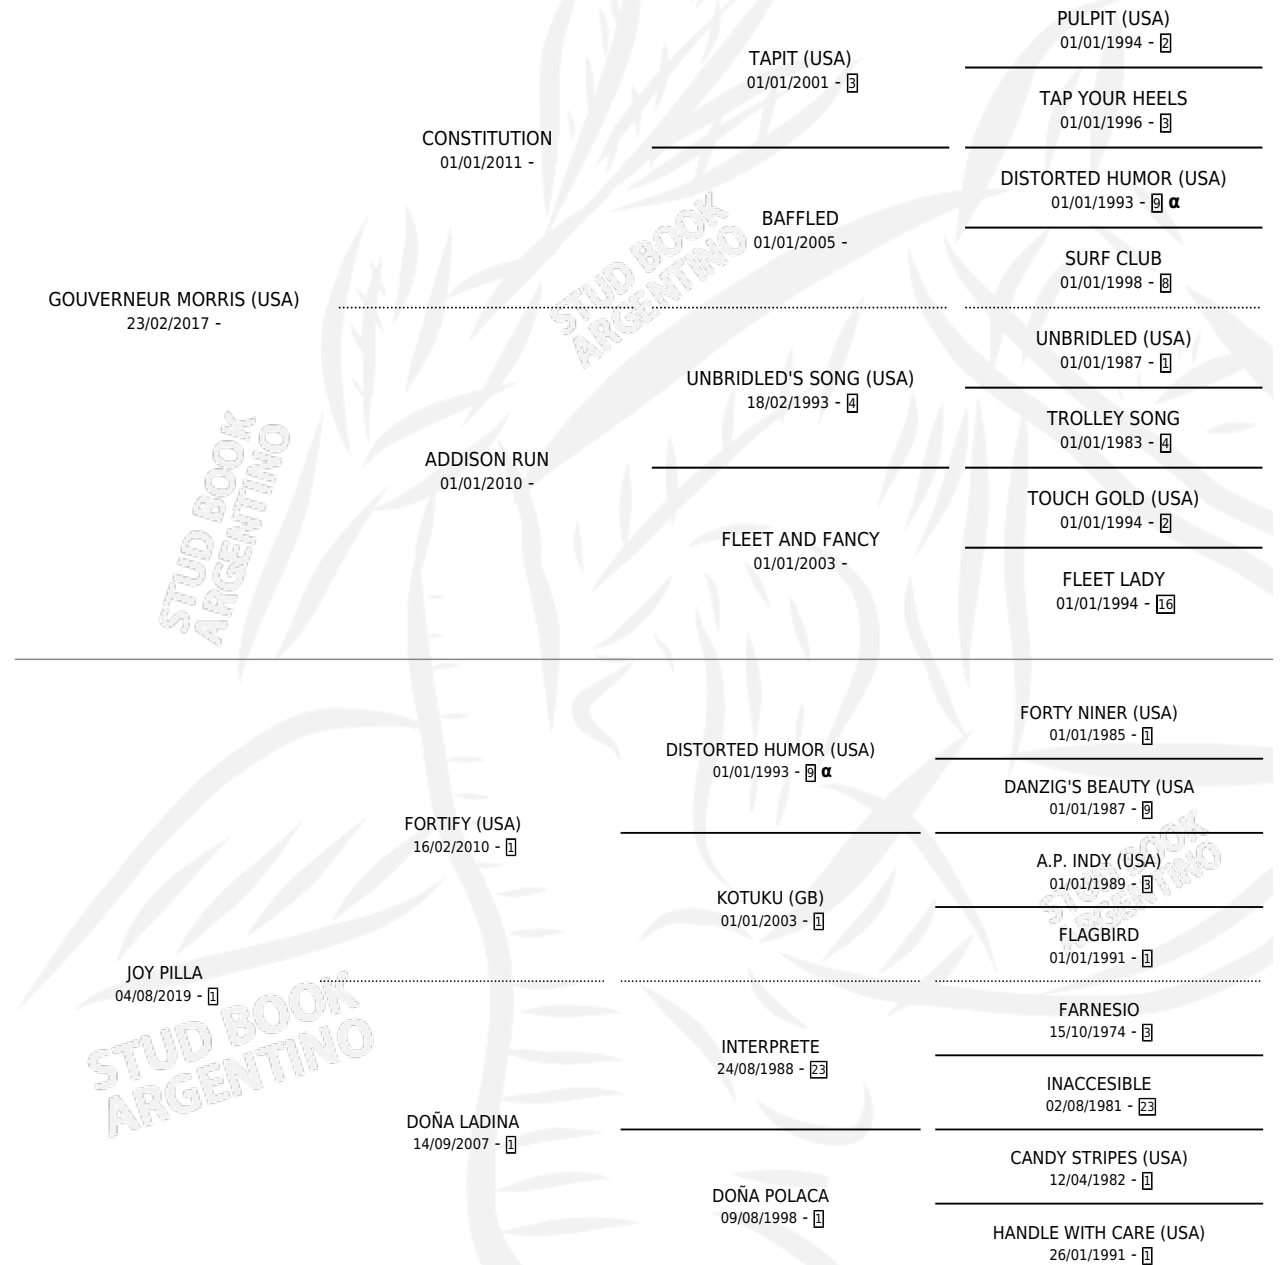 PULPIT (USA)
01/01/1994 - 2
TAPIT (USA)
01/01/2001 - 3
TAP YOUR HEELS
01/01/1996 - 3
CONSTITUTION
01/01/2011 -
DISTORTED HUMOR (USA)
01/01/1993 - 9 α
BAFFLED
01/01/2005 -
SURF CLUB
01/01/1998 - 8
STUD BOOK
ARGENTINO
GOUVERNEUR MORRIS (USA)
23/02/2017 -
UNBRIDLED (USA)
01/01/1987 - 1
UNBRIDLED'S SONG (USA)
18/02/1993 - 4
TROLLEY SONG
01/01/1983 - 4
ADDISON RUN
01/01/2010 -
TOUCH GOLD (USA)
01/01/1994 - 2
FLEET AND FANCY
01/01/2003 -
FLEET LADY
01/01/1994 - 16
STUD BOOK
ARGENTINO
FORTY NINER (USA)
01/01/1985 - 1
DISTORTED HUMOR (USA)
01/01/1993 - 9 α
DANZIG'S BEAUTY (USA
01/01/1987 - 9
FORTIFY (USA)
16/02/2010 - 1
A.P. INDY (USA)
01/01/1989 - 3
STUD BOOK
ARGENTINO
KOTUKU (GB)
01/01/2003 - 1
FLAGBIRD
01/01/1991 - 1
JOY PILLA
04/08/2019 - 1
FARNESIO
15/10/1974 - 3
STUD BOOK
ARGENTINO
INTERPRETE
24/08/1988 - 23
INACCESIBLE
02/08/1981 - 23
DOÑA LADINA
14/09/2007 - 1
CANDY STRIPES (USA)
12/04/1982 - 1
DOÑA POLACA
09/08/1998 - 1
HANDLE WITH CARE (USA)
26/01/1991 - 1